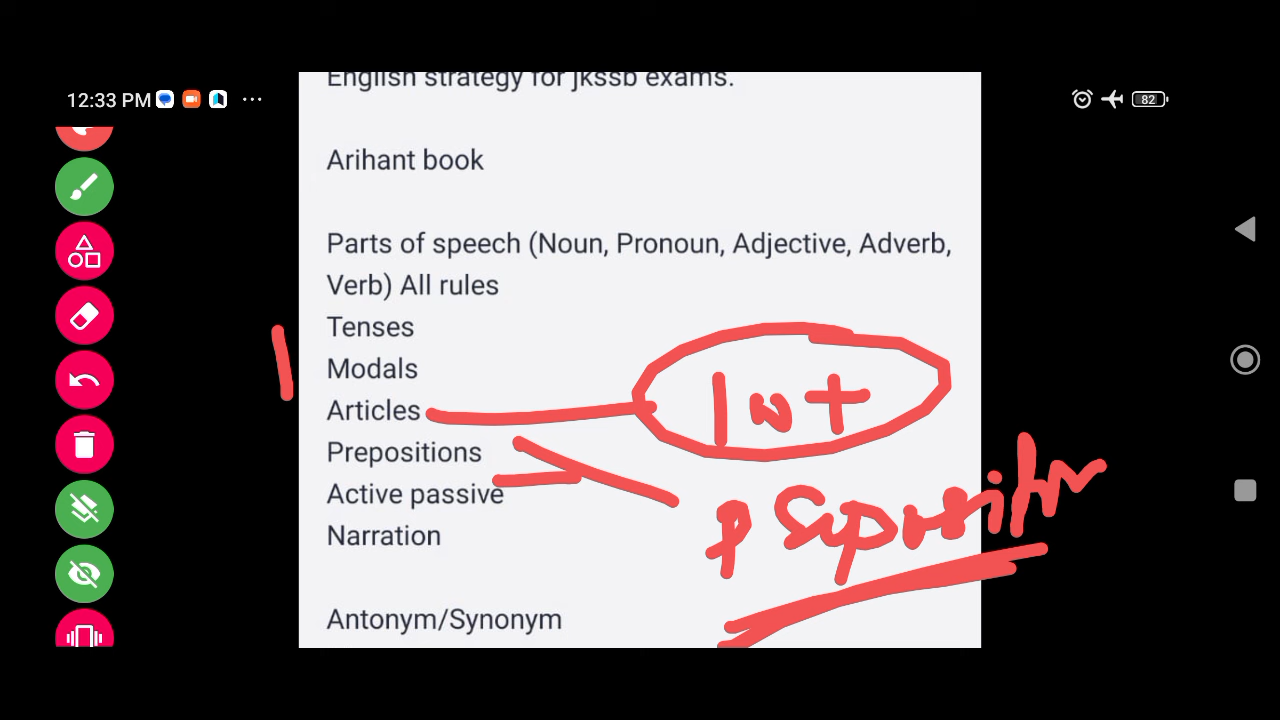 12:33 PM
82
English strategy for jkssb exams.
Arihant book
Parts of speech (Noun, Pronoun, Adjective, Adverb,
Verb) All rules
Tenses
Modals
Articles
Prepositions
Active passive
Narration
Antonym/Synonym